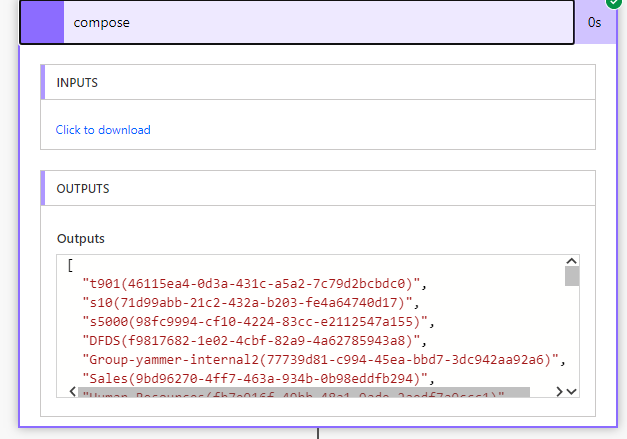 compose
0s
INPUTS
Click to download
OUTPUTS
Outputs
[
"t901(46115ea4-0d3a-431c-a5a2-7c79d2bcbdc0)",
"s10(71d99abb-21c2-432a-b203-fe4a64740d17)",
"s5000(98fc9994-cf10-4224-83cc-e2112547a155)",
"DFDS(f9817682-1e02-4cbf-82a9-4a62785943a8)",
"Group-yammer-internal2(77739d81-c994-45ea-bbd7-3dc942aa92a6)",
"Sales(9bd96270-4ff7-463a-934b-0b98eddfb294)",